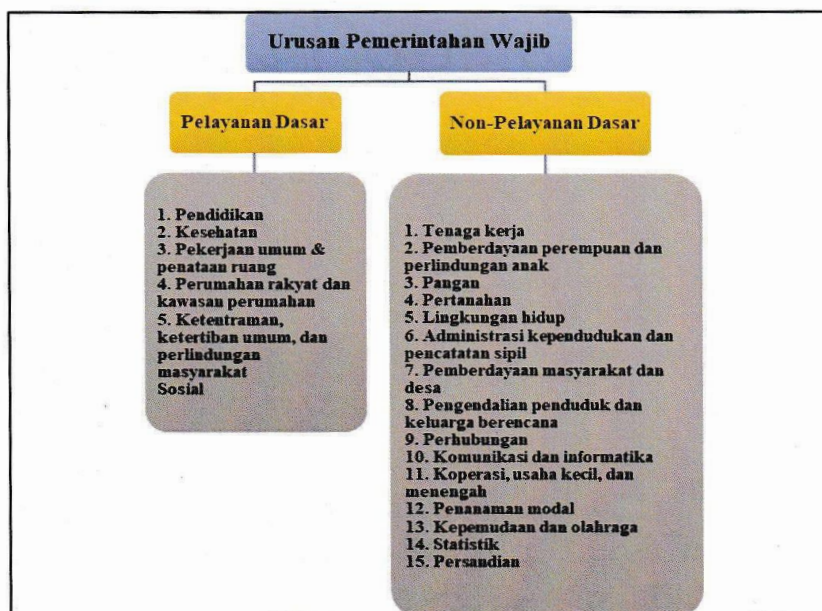 Urusan Pemerintahan Wajib
Pelayanan Dasar
Non-Pelayanan Dasar
1. Pendidikan
2. Kesehatan
3. Pekerjaan umum &
penataan ruang
4. Perumahan rakyat dan
kawasan perumahan
5. Ketentraman,
ketertiban umum, dan
perlindungan
masyarakat
Sosial
1. Tenaga kerja
2. Pemberdayaan perempuan dan
perlindungan anak
3. Pangan
4. Pertanahan
5. Lingkungan hidup
6. Administrasi kependudukan dan
pencatatan sipil
7. Pemberdayaan masyarakat dan
desa
8. Pengendalian penduduk dan
keluarga berencana
9. Perhubungan
10. Komunikasi dan informatika
11. Koperasi, usaha kecil, dan
menengah
12. Penanaman modal
13. Kepemudaan dan olahraga
14. Statistik
15. Persandian